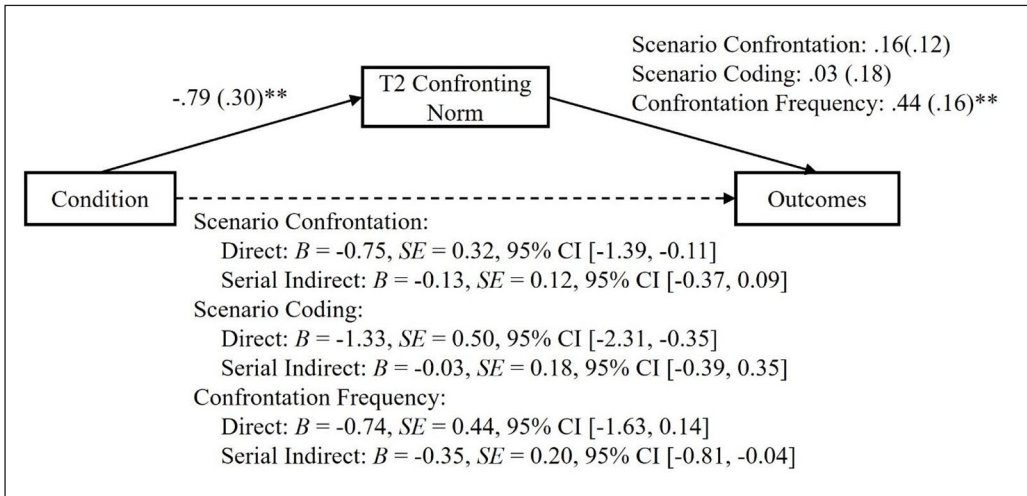 Scenario Confrontation: .16(.12)
Scenario Coding: .03 (.18)
Confrontation Frequency: .44 (.16)**
-.79 (.30)**
T2 Confronting
Norm
Condition
Outcomes
Scenario Confrontation:
Direct: B = -0.75, SE = 0.32, 95% CI [-1.39, -0.11]
Serial Indirect: B = -0.13, SE = 0.12, 95% CI [-0.37, 0.09]
Scenario Coding:
Direct: B = -1.33, SE = 0.50, 95% CI [-2.31, -0.35]
Serial Indirect: B = -0.03, SE = 0.18, 95% CI [-0.39, 0.35]
Confrontation Frequency:
Direct: B = -0.74, SE = 0.44, 95% CI [-1.63, 0.14]
Serial Indirect: B = -0.35, SE = 0.20, 95% CI [-0.81, -0.04]